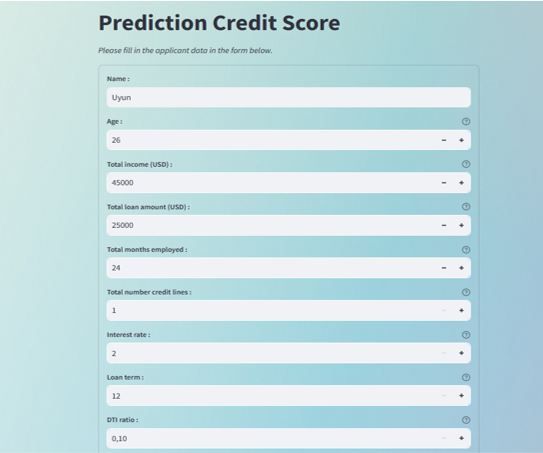 Prediction Credit Score
Please fill in the applicant data in the form below.
Name :
Uyun
Age :
26
Total income (USD) :
45000
Total loan amount (USD) :
25000
Total months employed :
24
Total number credit lines :
1
Interest rate :
2
Loan term :
12
DTI ratio :
0,10